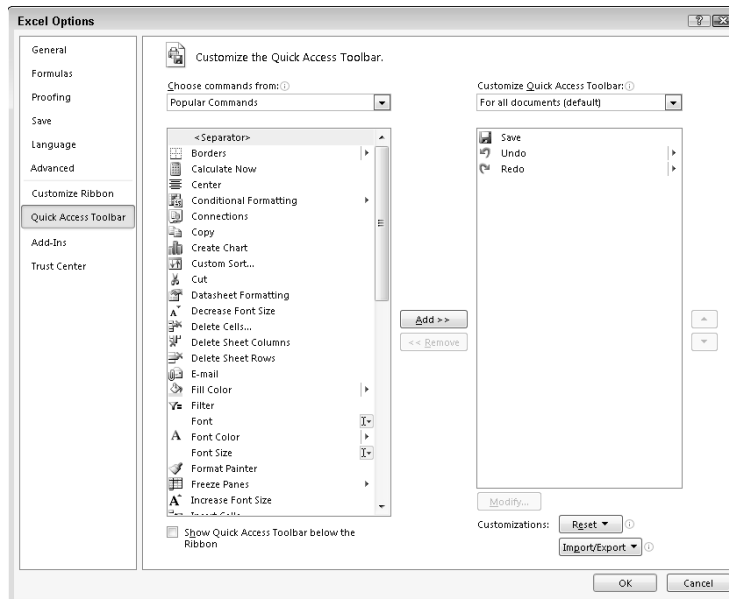 Excel Options
General
Formulas
Proofing
Save
Language
Advanced
Customize Ribbon
Quick Access Toolbar
Add-Ins
Trust Center
Customize the Quick Access Toolbar.
Choose commands from:
Popular Commands
<Separator>
Borders
Calculate Now
Center
Conditional Formatting
Connections
Copy
Create Chart
Custom Sort...
Cut
Datasheet Formatting
Decrease Font Size
Delete Cells...
Delete Sheet Columns
Delete Sheet Rows
E-mail
Fill Color
Filter
Font
Font Color
Font Size
Format Painter
Freeze Panes
Increase Font Size
Show Quick Access Toolbar below the
Ribbon
Add >>
<< Remove
Customize Quick Access Toolbar:
For all documents (default)
Save
Undo
Redo
Modify...
Customizations:
Reset
Import/Export
OK
Cancel